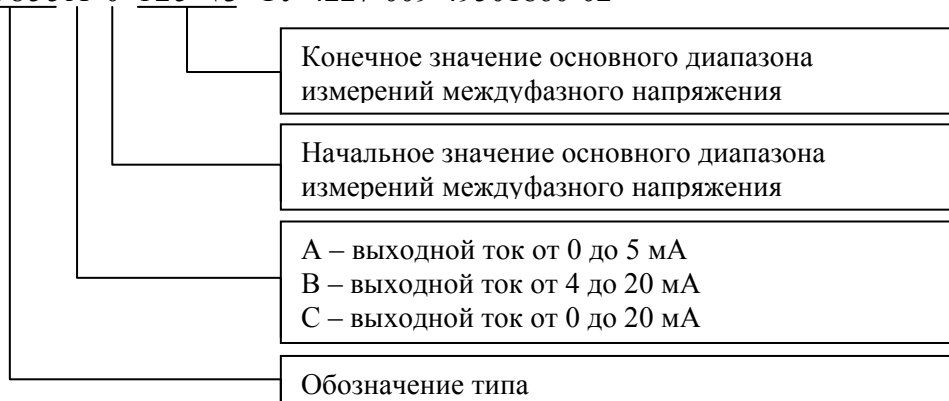 Конечное значение основного диапазона
измерений междуфазного напряжения
Начальное значение основного диапазона
измерений междуфазного напряжения
А – выходной ток от 0 до 5 мА
В – выходной ток от 4 до 20 мА
С – выходной ток от 0 до 20 мА
Обозначение типа